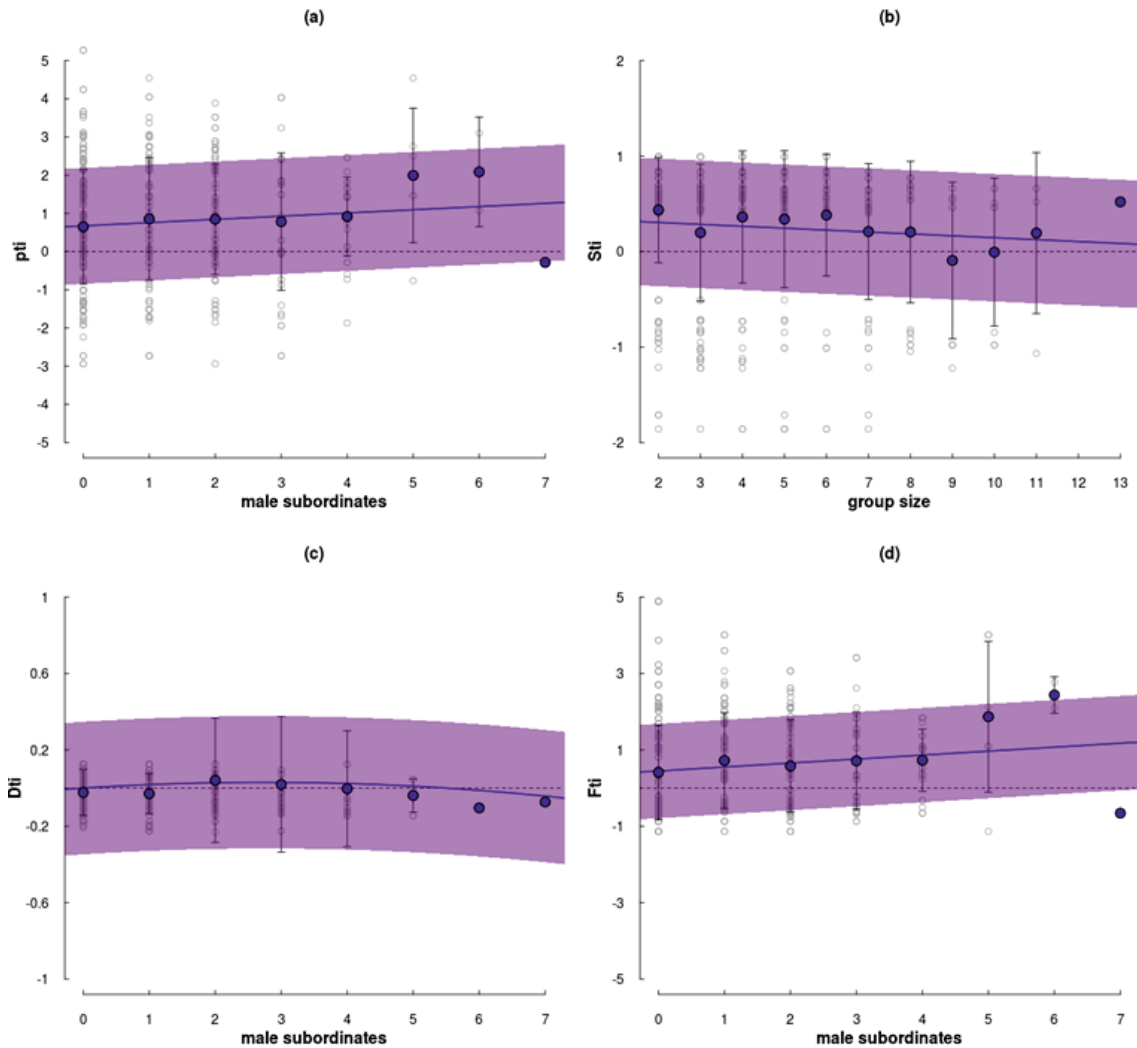 (a)
pti
5
4
3
2
1
0
-1
-2
-3
-4
-5
0 1 2 3 4 5 6 7
male subordinates
(b)
Sti
2
1
0
-1
-2
2 3 4 5 6 7 8 9 10 11 12 13
group size
(c)
Dti
1
0.6
0.2
-0.2
-0.6
-1
0 1 2 3 4 5 6 7
male subordinates
(d)
Fti
5
3
1
-1
-3
-5
0 1 2 3 4 5 6 7
male subordinates